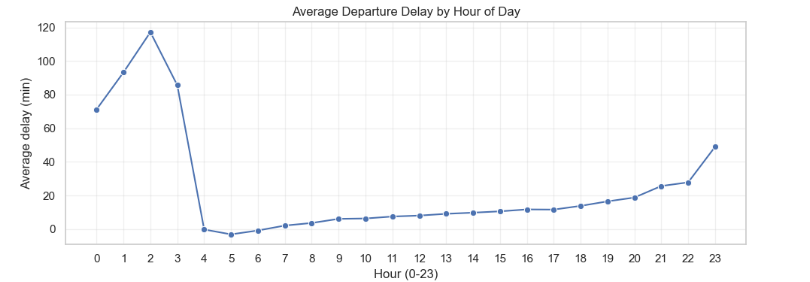 Average Departure Delay by Hour of Day
120
100
80
60
40
20
0
Average delay (min)
0 1 2 3 4 5 6 7 8 9 10 11 12 13 14 15 16 17 18 19 20 21 22 23
Hour (0-23)